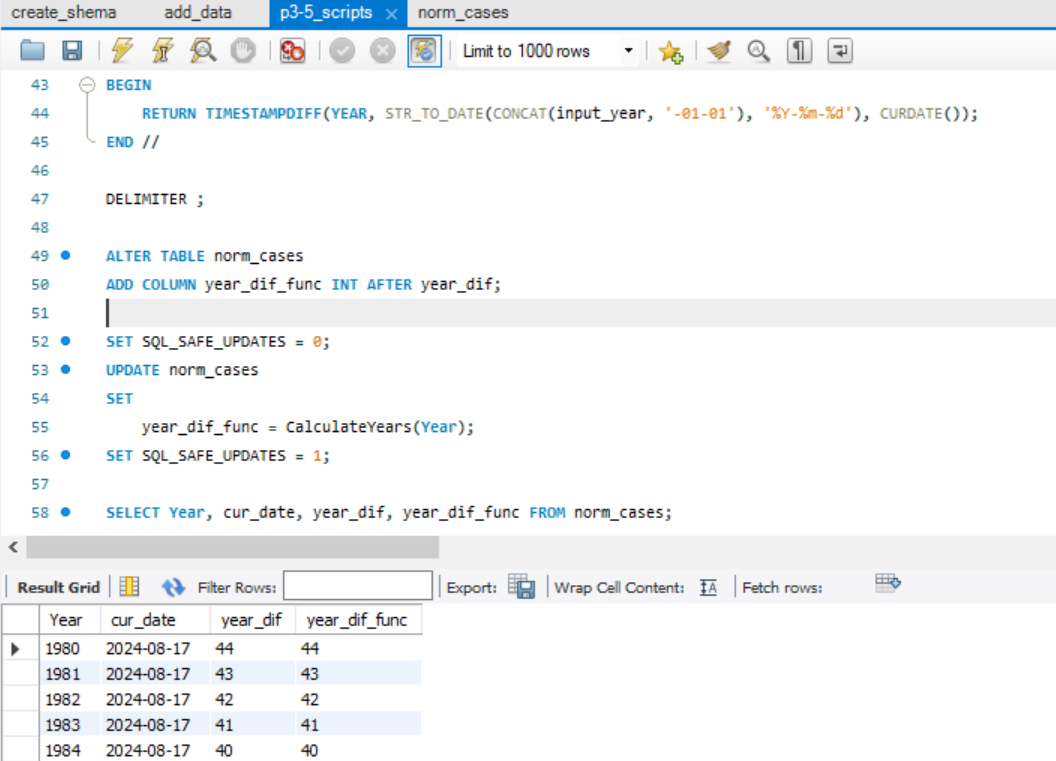 create_shema add_data p3-5_scripts × norm_cases
Limit to 1000 rows
43 BEGIN
44 RETURN TIMESTAMPDIFF(YEAR, STR_TO_DATE(CONCAT(input_year, '-01-01'), '%Y-%m-%d'), CURDATE());
45 END //
46
47 DELIMITER ;
48
49 ALTER TABLE norm_cases
50 ADD COLUMN year_dif_func INT AFTER year_dif;
51
52 SET SQL_SAFE_UPDATES = 0;
53 UPDATE norm_cases
54 SET
55 year_dif_func = CalculateYears(Year);
56 SET SQL_SAFE_UPDATES = 1;
57
58 SELECT Year, cur_date, year_dif, year_dif_func FROM norm_cases;
Result Grid Filter Rows: Export: Wrap Cell Content: IA Fetch rows:
Year cur_date year_dif year_dif_func
1980 2024-08-17 44 44
1981 2024-08-17 43 43
1982 2024-08-17 42 42
1983 2024-08-17 41 41
1984 2024-08-17 40 40